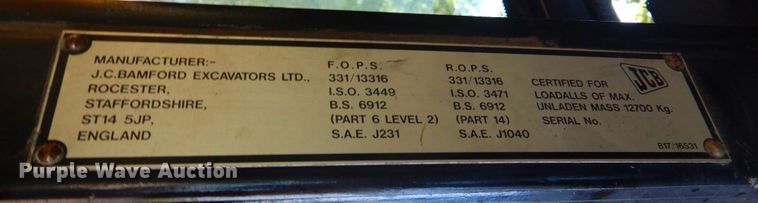 MANUFACTURER:-
J.C.BAMFORD EXCAVATORS LTD.,
ROCESTER,
STAFFORDSHIRE,
ST14 5JP,
ENGLAND
F.O.P.S.
331/13316
I.S.O. 3449
B.S. 6912
(PART 6 LEVEL 2)
S.A.E. J231
R.O.P.S.
331/13316
I.S.O. 3471
B.S. 6912
(PART 14)
S.A.E. J1040
CERTIFIED FOR
LOADALLS OF MAX.
UNLADEN MASS 12700 Kg.
SERIAL No.
JCB
817/16531
Purple Wave Auction